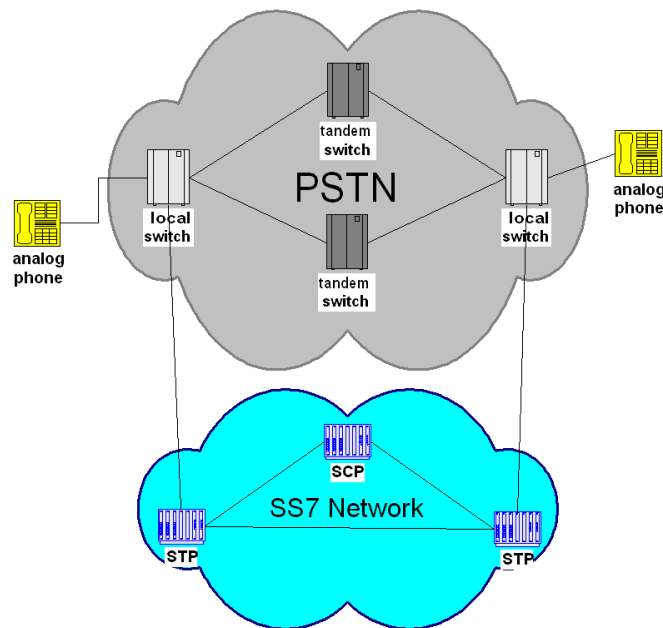 tandem
switch
PSTN
local
switch
local
switch
analog
phone
analog
phone
tandem
switch
SCP
SS7 Network
STP
STP